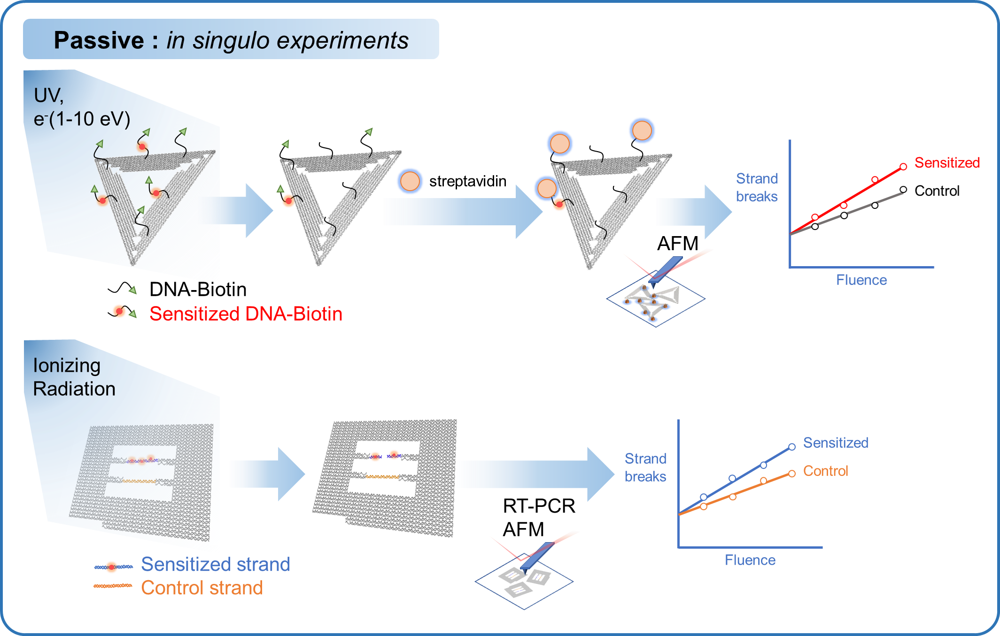 Passive : in singulo experiments
UV,
e-(1-10 eV)
streptavidin
AFM
Strand
breaks
Sensitized
Control
Fluence
DNA-Biotin
Sensitized DNA-Biotin
Ionizing
Radiation
RT-PCR
AFM
Strand
breaks
Sensitized
Control
Fluence
Sensitized strand
Control strand